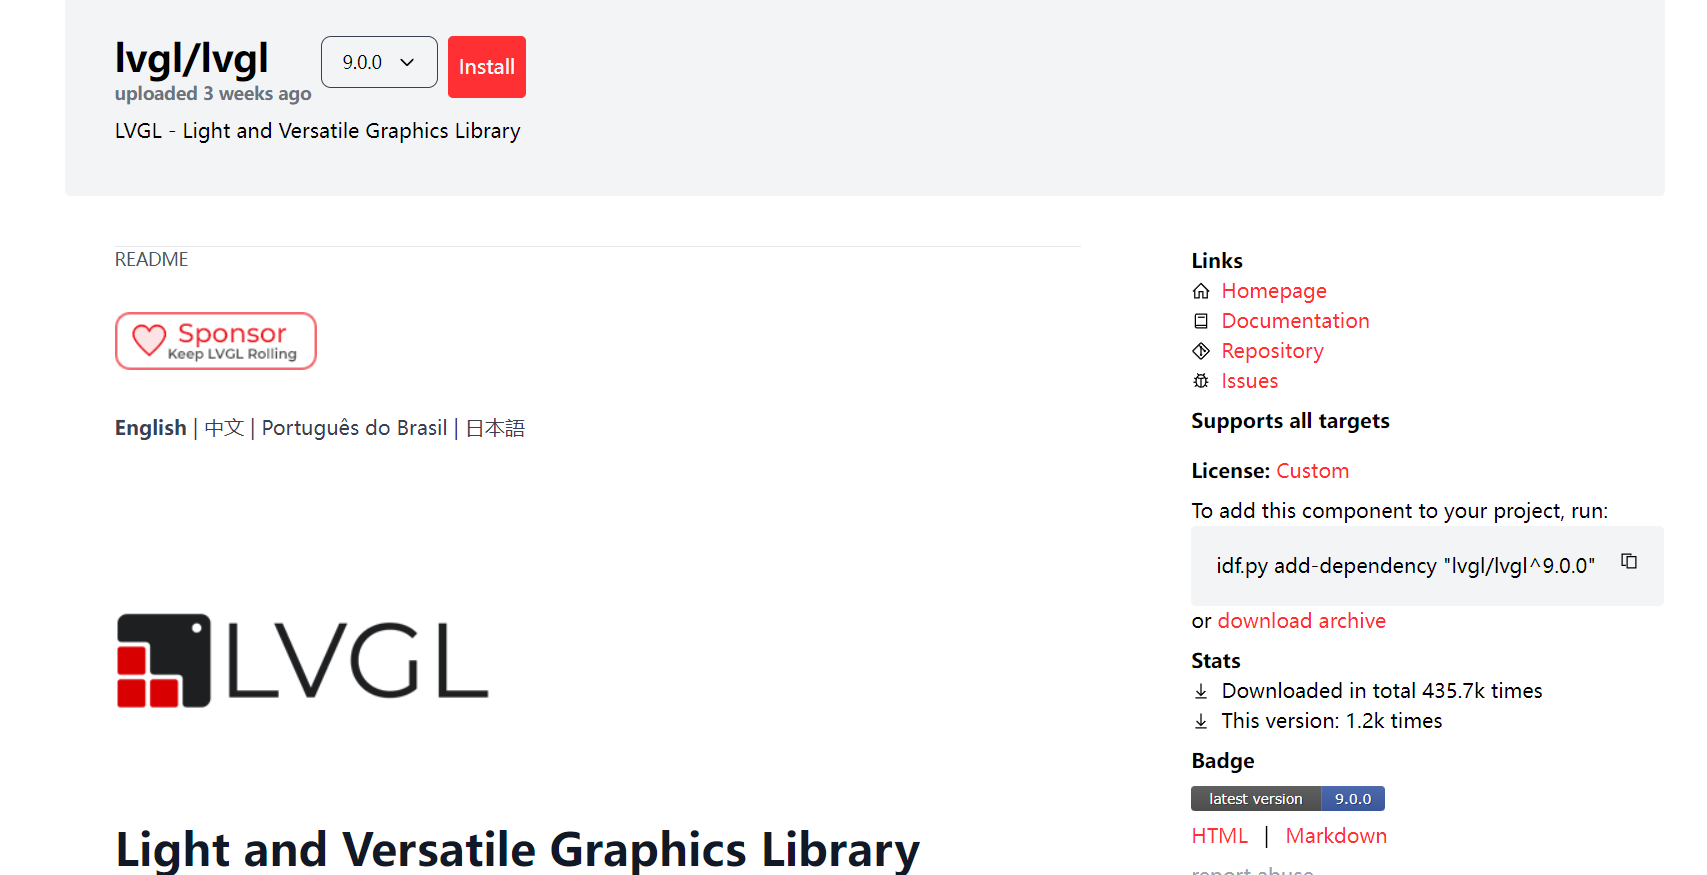 lvgl/lvgl
9.0.0
Install
uploaded 3 weeks ago
LVGL - Light and Versatile Graphics Library
README
Sponsor
Keep LVGL Rolling
English | 中文 | Português do Brasil | 日本語
LVGL
Light and Versatile Graphics Library
Links
Homepage
Documentation
Repository
Issues
Supports all targets
License: Custom
To add this component to your project, run:
idf.py add-dependency "lvgl/lvgl^9.0.0"
or download archive
Stats
Downloaded in total 435.7k times
This version: 1.2k times
Badge
latest version 9.0.0
HTML | Markdown
report abuse